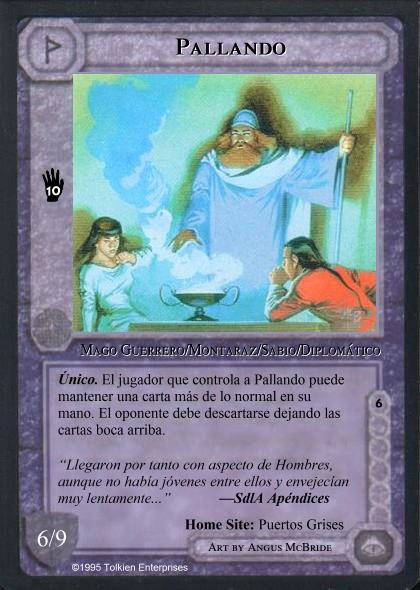 PALLANDO
10
MAGO GUERRERO/MONTARAZ/SABIO/DIPLOMÁTICO
Único. El jugador que controla a Pallando puede
mantener una carta más de lo normal en su
mano. El oponente debe descartarse dejando las
cartas boca arriba.
6
“Llegaron por tanto con aspecto de Hombres,
aunque no había jóvenes entre ellos y envejecían
muy lentamente...” —SdlA Apéndices
Home Site: Puertos Grises
6/9
ART BY ANGUS MCBRIDE
©1995 Tolkien Enterprises